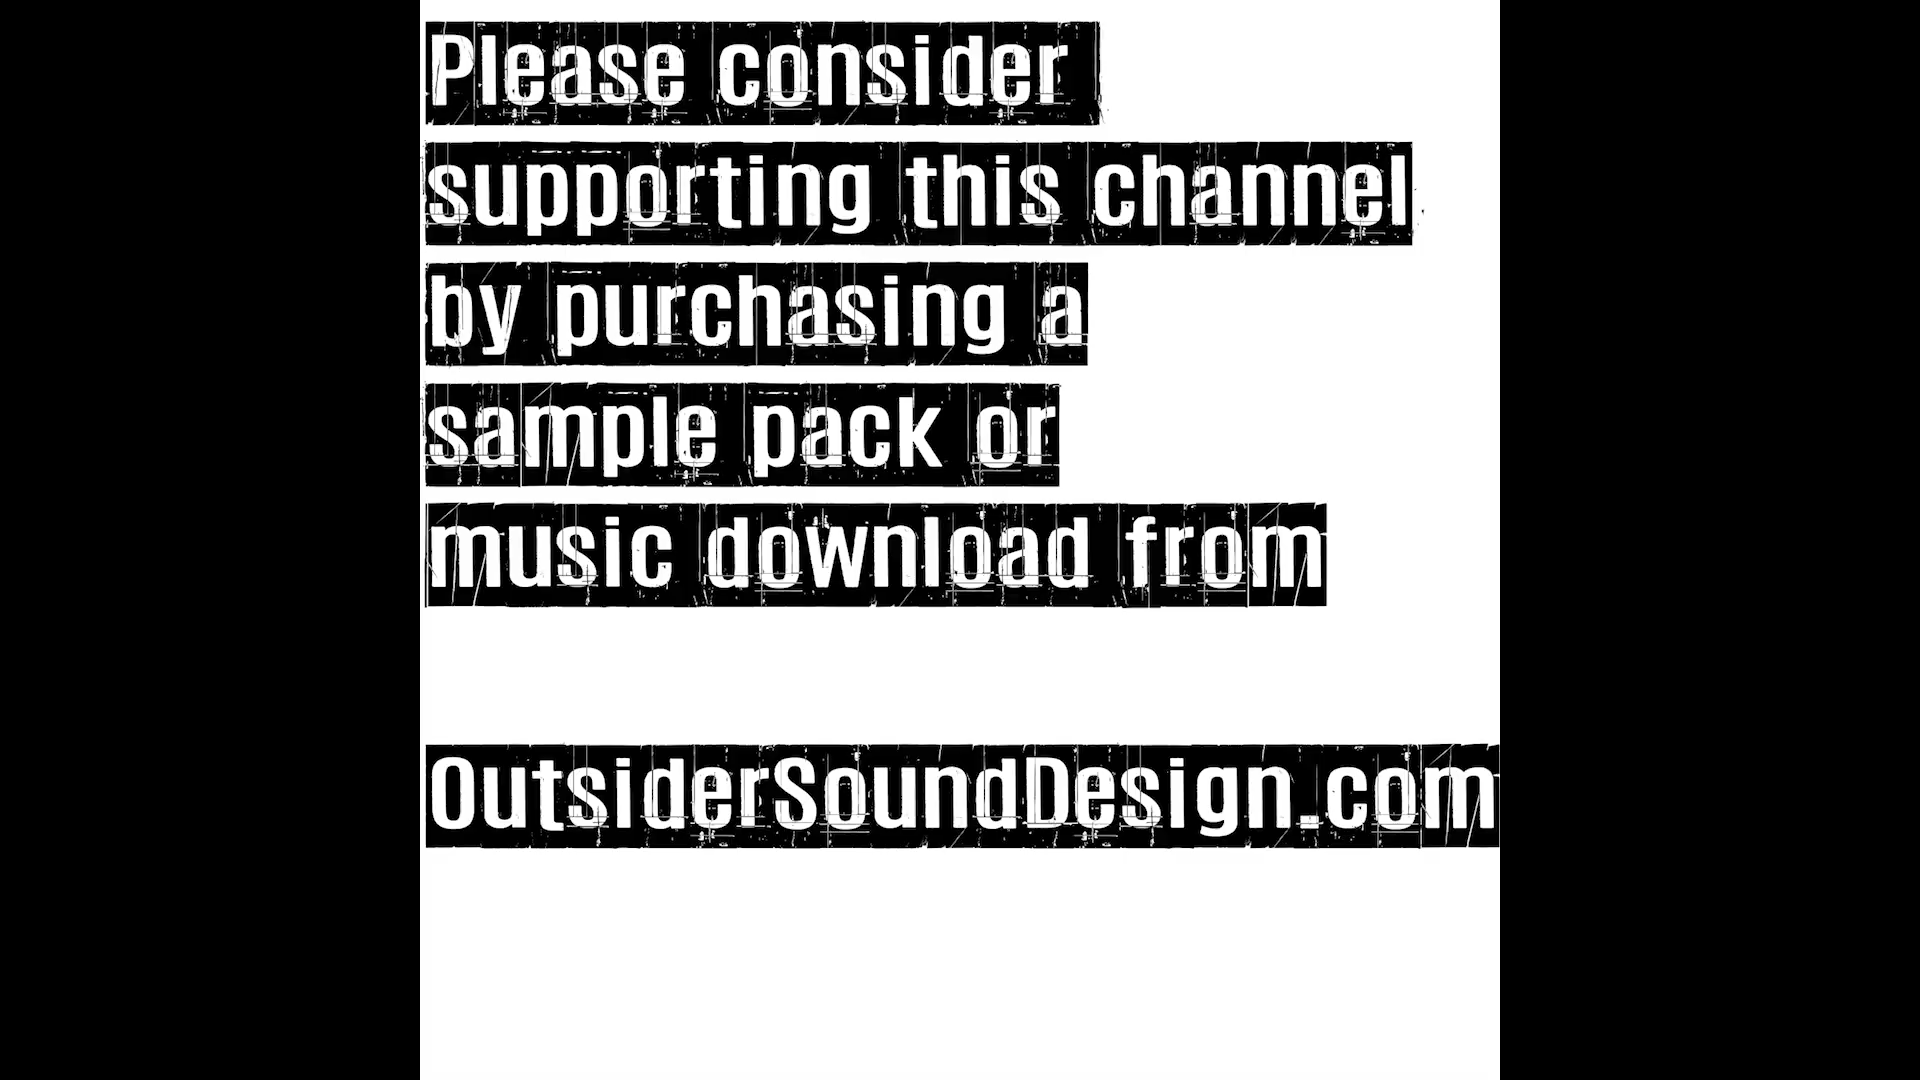 Please consider
supporting this channel
by purchasing a
sample pack or
music download from
OutsiderSoundDesign.com